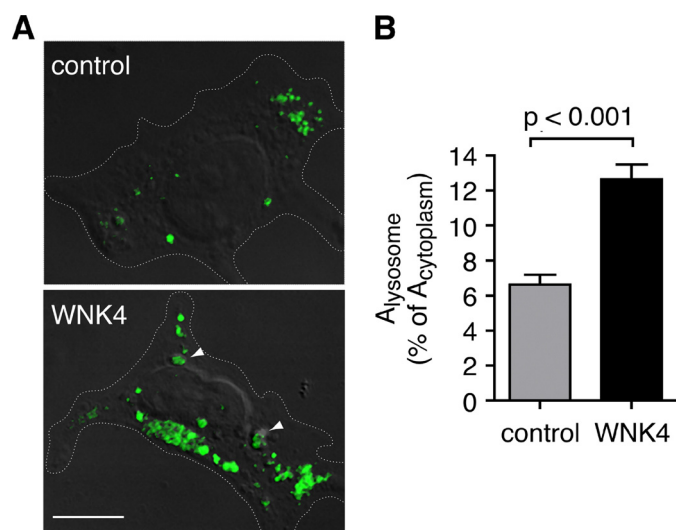 A
control
WNK4
B
p < 0.001
14
12
10
8
6
4
2
0
Alysosome
(% of Acytoplasm)
control WNK4